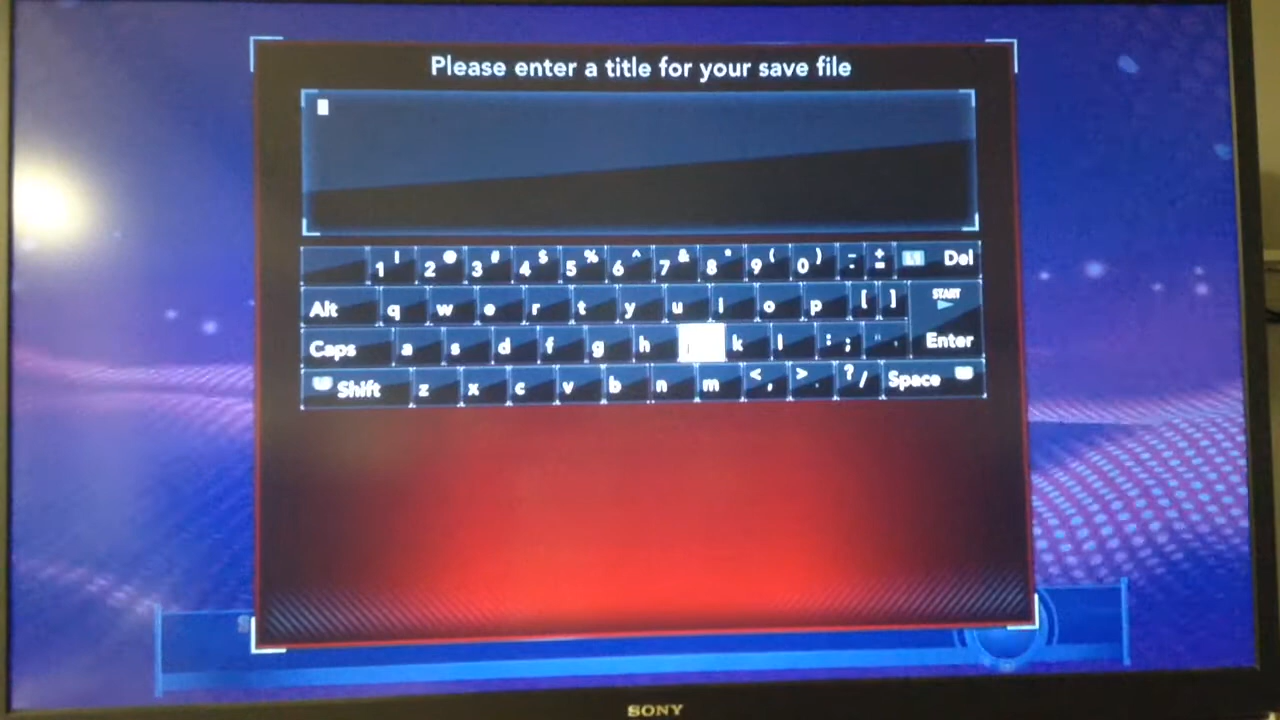 Please enter a title for your save file
1 ! 2 @ 3 # 4 $ 5 % 6 ^ 7 & 8 * 9 ( 0 ) - + = L1 Del
Alt q w e r t y u i o p [ ] START
Caps a s d f g h j k l : ; " ' Enter
Shift z x c v b n m < , > . ? / Space
SONY